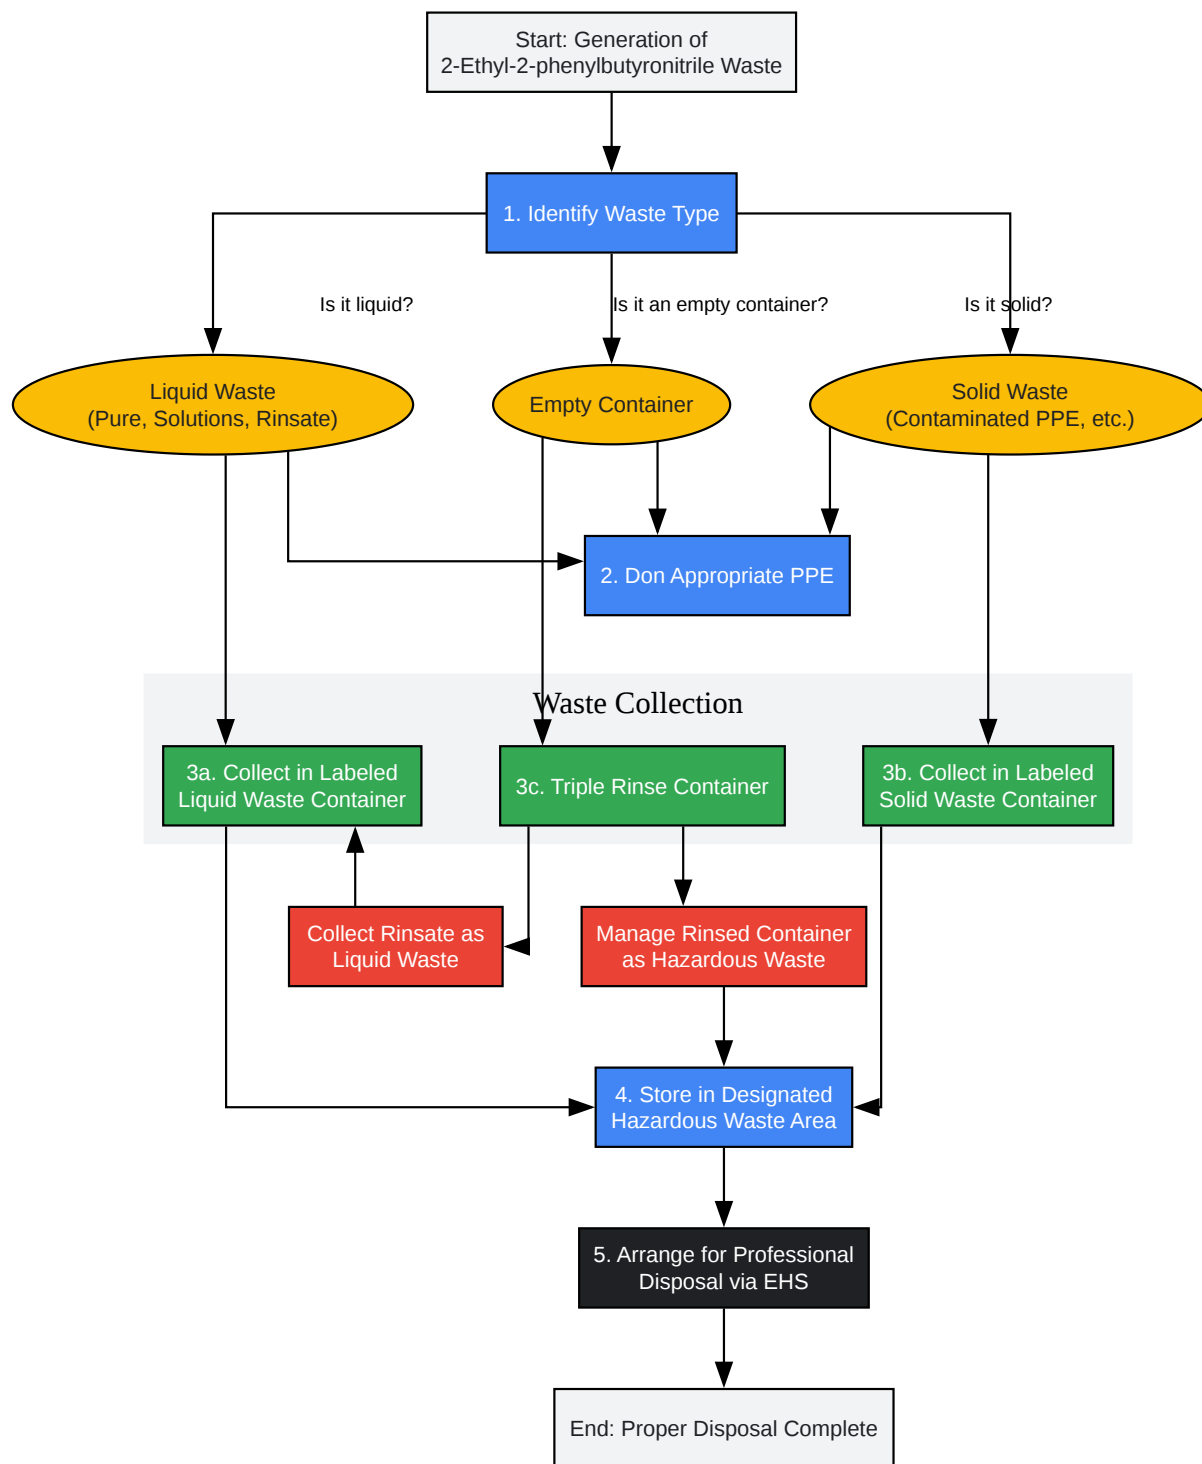 Start: Generation of
2-Ethyl-2-phenylbutyronitrile Waste
1. Identify Waste Type
Is it liquid?
Is it an empty container?
Is it solid?
Liquid Waste
(Pure, Solutions, Rinsate)
Empty Container
Solid Waste
(Contaminated PPE, etc.)
2. Don Appropriate PPE
Waste Collection
3a. Collect in Labeled
Liquid Waste Container
3c. Triple Rinse Container
3b. Collect in Labeled
Solid Waste Container
Collect Rinsate as
Liquid Waste
Manage Rinsed Container
as Hazardous Waste
4. Store in Designated
Hazardous Waste Area
5. Arrange for Professional
Disposal via EHS
End: Proper Disposal Complete